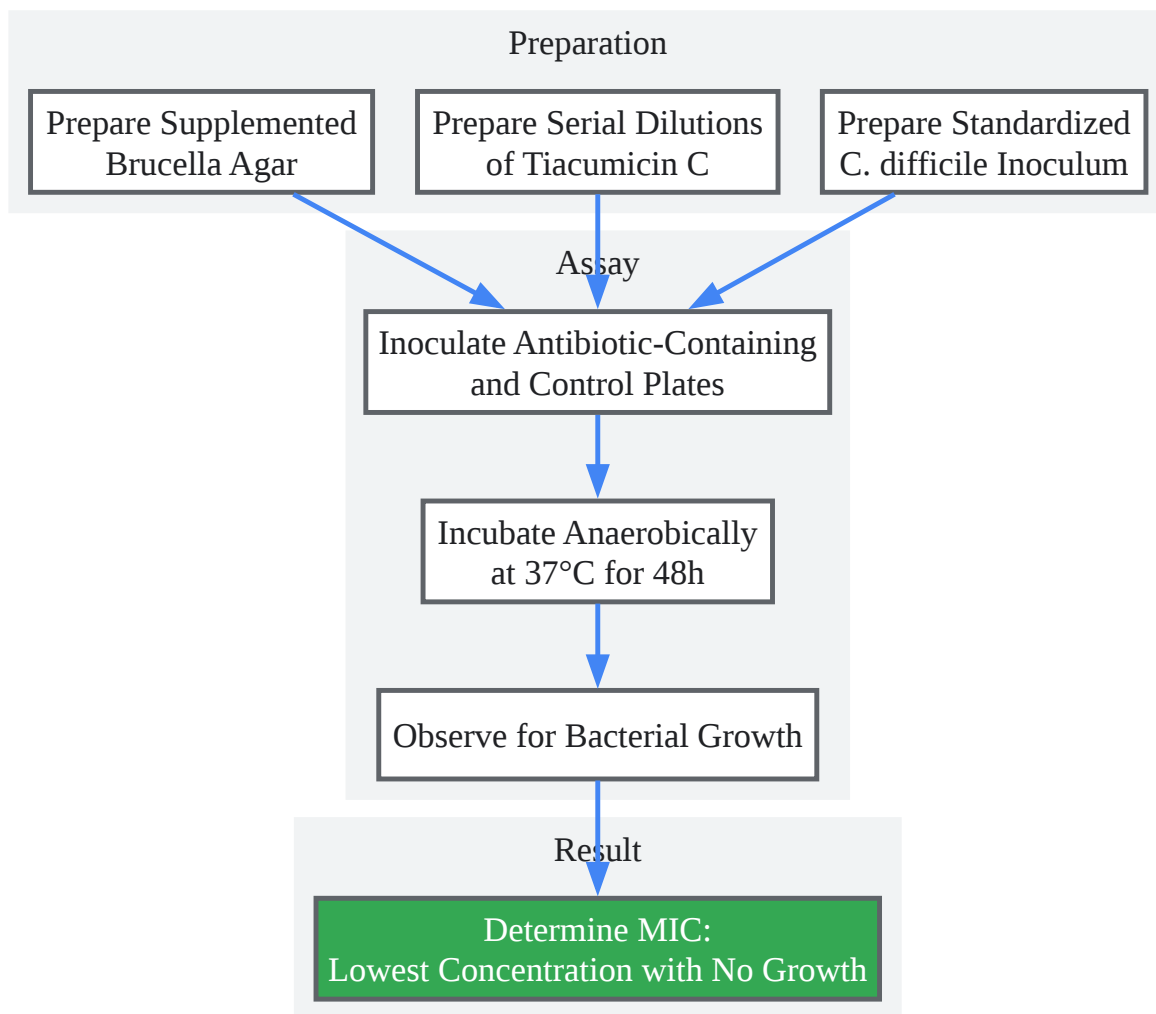 Preparation
Prepare Supplemented
Brucella Agar
Prepare Serial Dilutions
of Tiacumicin C
Prepare Standardized
C. difficile Inoculum
Assay
Inoculate Antibiotic-Containing
and Control Plates
Incubate Anaerobically
at 37°C for 48h
Observe for Bacterial Growth
Result
Determine MIC:
Lowest Concentration with No Growth